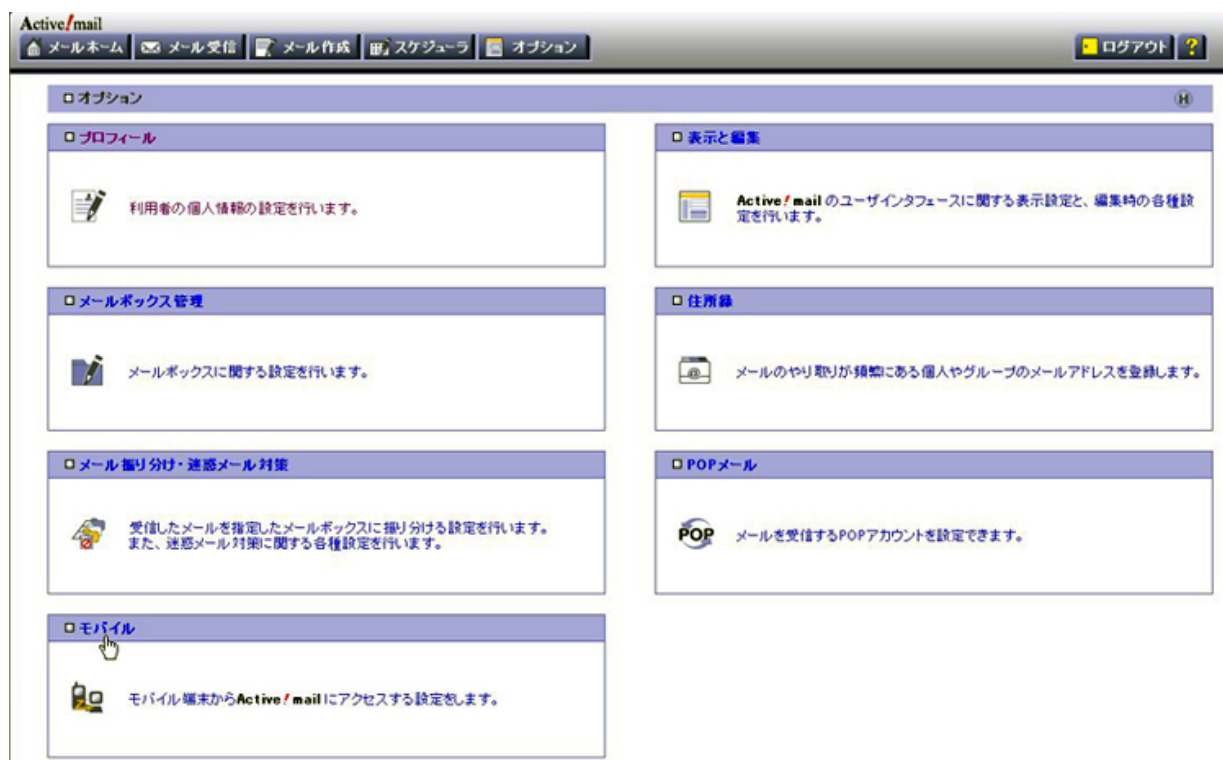 Active!mail
メールホーム メール受信 メール作成 スケジューラ オプション ログアウト ?
オプション H
プロフィール
利用者の個人情報の設定を行います。
表示と編集
Active!mail のユーザインタフェースに関する表示設定と、編集時の各種設
定を行います。
メールボックス管理
メールボックスに関する設定を行います。
住所録
メールのやり取りが頻繁にある個人やグループのメールアドレスを登録します。
メール振り分け・迷惑メール対策
受信したメールを指定したメールボックスに振り分ける設定を行います。
また、迷惑メール対策に関する各種設定を行います。
POPメール
POP
メールを受信するPOPアカウントを設定できます。
モバイル
モバイル端末からActive!mailにアクセスする設定をします。